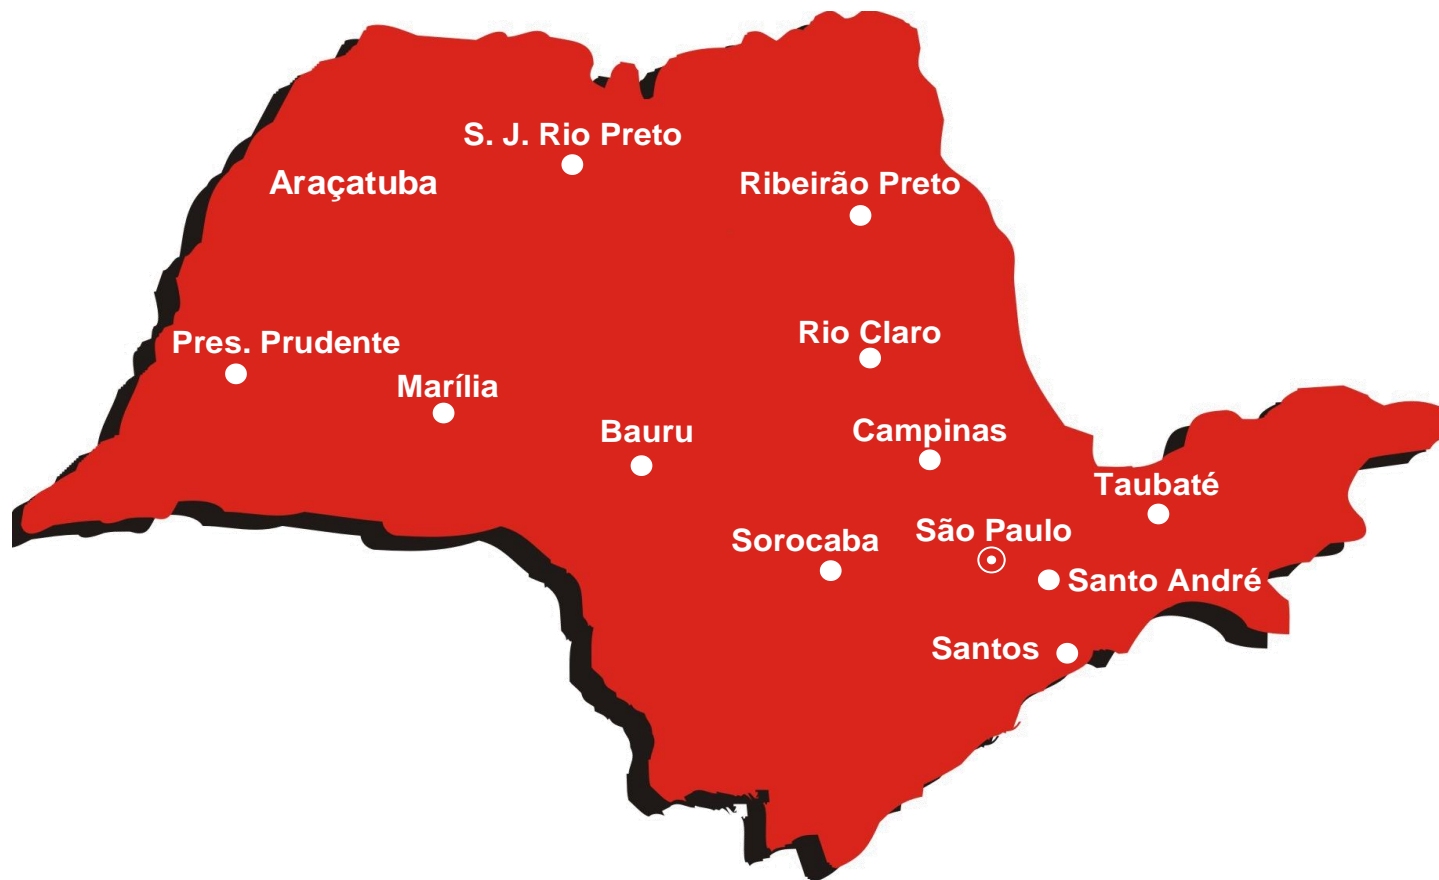 S. J. Rio Preto
Araçatuba
Ribeirão Preto
Rio Claro
Pres. Prudente
Marília
Bauru
Campinas
Taubaté
São Paulo
Sorocaba
Santo André
Santos